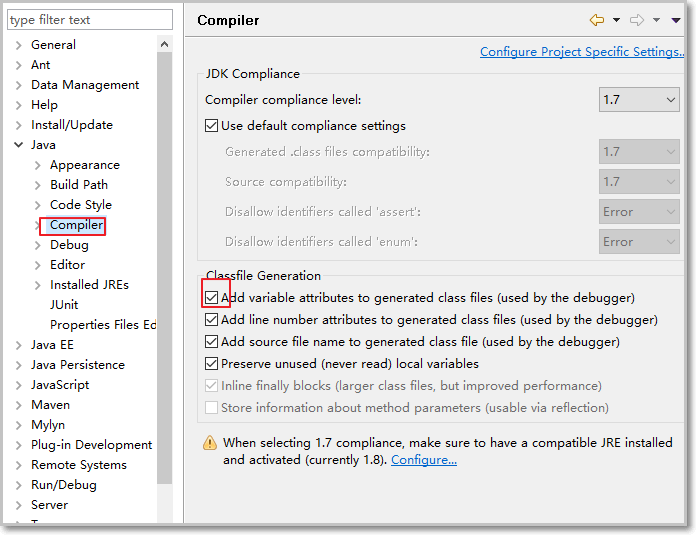 type filter text
General
Ant
Data Management
Help
Install/Update
Java
Appearance
Build Path
Code Style
Compiler
Debug
Editor
Installed JREs
JUnit
Properties Files Ed
Java EE
Java Persistence
JavaScript
Maven
Mylyn
Plug-in Development
Remote Systems
Run/Debug
Server
Compiler
Configure Project Specific Settings..
JDK Compliance
Compiler compliance level: 1.7
Use default compliance settings
Generated .class files compatibility: 1.7
Source compatibility: 1.7
Disallow identifiers called 'assert': Error
Disallow identifiers called 'enum': Error
Classfile Generation
Add variable attributes to generated class files (used by the debugger)
Add line number attributes to generated class files (used by the debugger)
Add source file name to generated class file (used by the debugger)
Preserve unused (never read) local variables
Inline finally blocks (larger class files, but improved performance)
Store information about method parameters (usable via reflection)
When selecting 1.7 compliance, make sure to have a compatible JRE installed
and activated (currently 1.8). Configure...